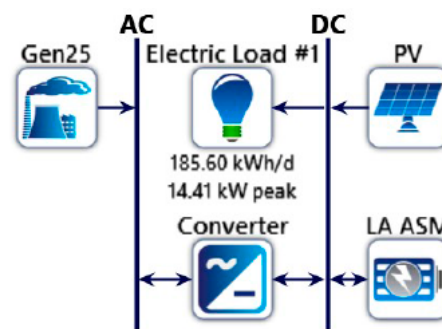 AC DC
Gen25 Electric Load #1 PV
185.60 kWh/d
14.41 kW peak
Converter LA ASM